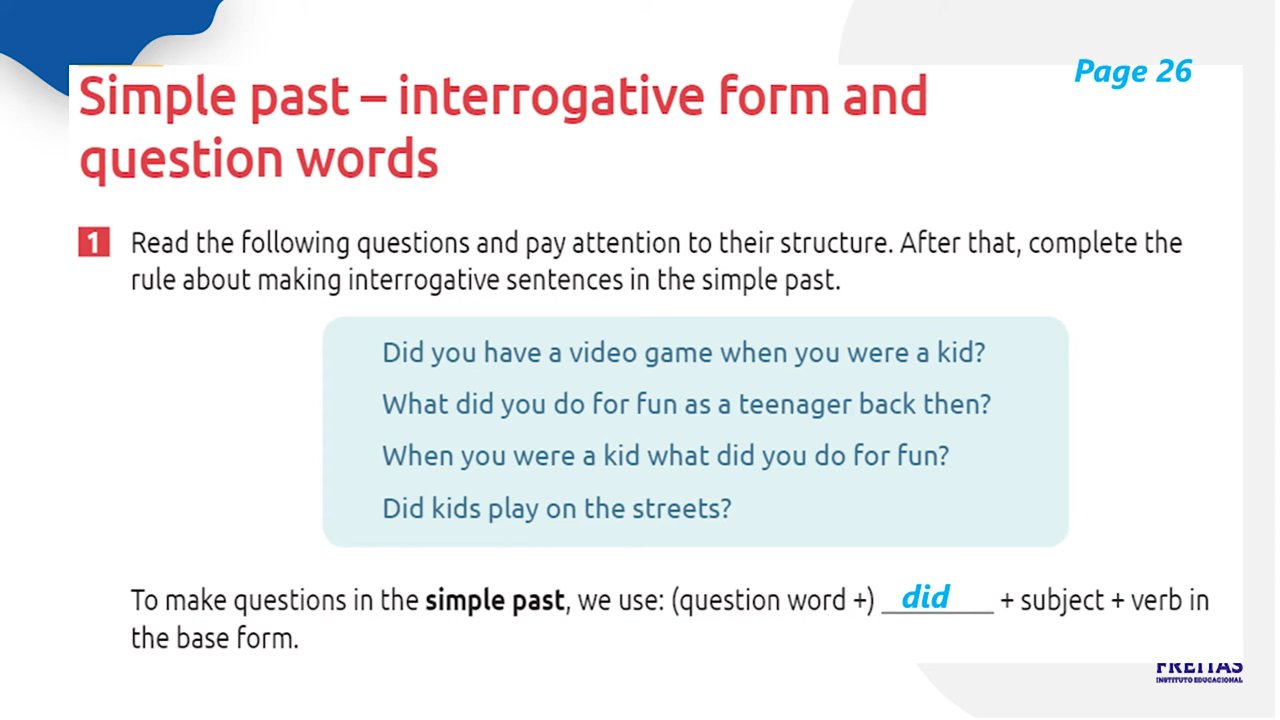 Page 26
Simple past – interrogative form and
question words
1 Read the following questions and pay attention to their structure. After that, complete the
rule about making interrogative sentences in the simple past.
Did you have a video game when you were a kid?
What did you do for fun as a teenager back then?
When you were a kid what did you do for fun?
Did kids play on the streets?
To make questions in the simple past, we use: (question word +) did + subject + verb in
the base form.
FREITAS
INSTITUTO EDUCACIONAL